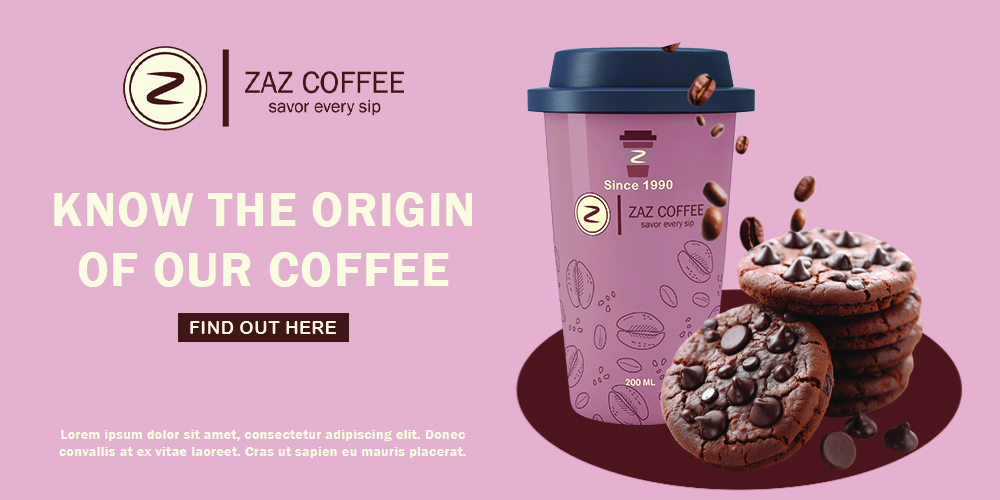 ZAZ COFFEE
savor every sip
KNOW THE ORIGIN
OF OUR COFFEE
FIND OUT HERE
Lorem ipsum dolor sit amet, consectetur adipiscing elit. Donec
convallis at ex vitae laoreet. Cras ut sapien eu mauris placerat.
Since 1990
ZAZ COFFEE
savor every sip
200 ML